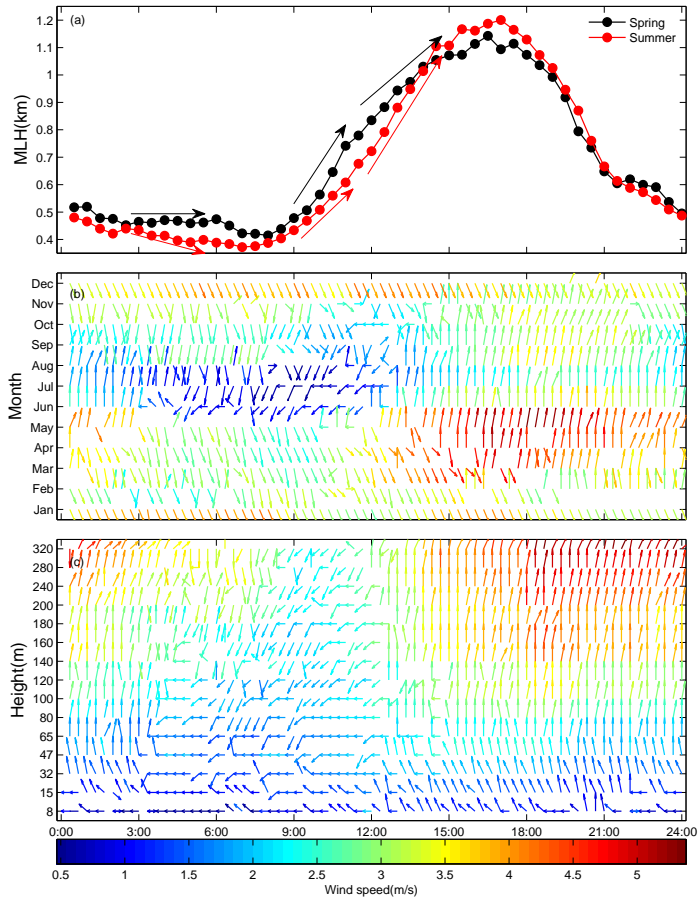 (a)
Spring
Summer
MLH(km)
1.2
1.1
1
0.9
0.8
0.7
0.6
0.5
0.4
(b)
Month
Dec
Nov
Oct
Sep
Aug
Jul
Jun
May
Apr
Mar
Feb
Jan
(c)
Height(m)
320
280
240
200
180
160
140
120
100
80
65
47
32
15
8
0:00 3:00 6:00 9:00 12:00 15:00 18:00 21:00 24:00
0.5 1 1.5 2 2.5 3 3.5 4 4.5 5
Wind speed(m/s)